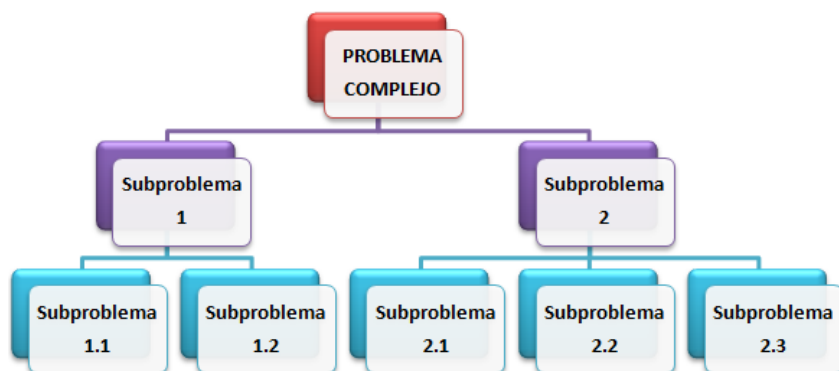 PROBLEMA
COMPLEJO
Subproblema
1
Subproblema
2
Subproblema
1.1
Subproblema
1.2
Subproblema
2.1
Subproblema
2.2
Subproblema
2.3